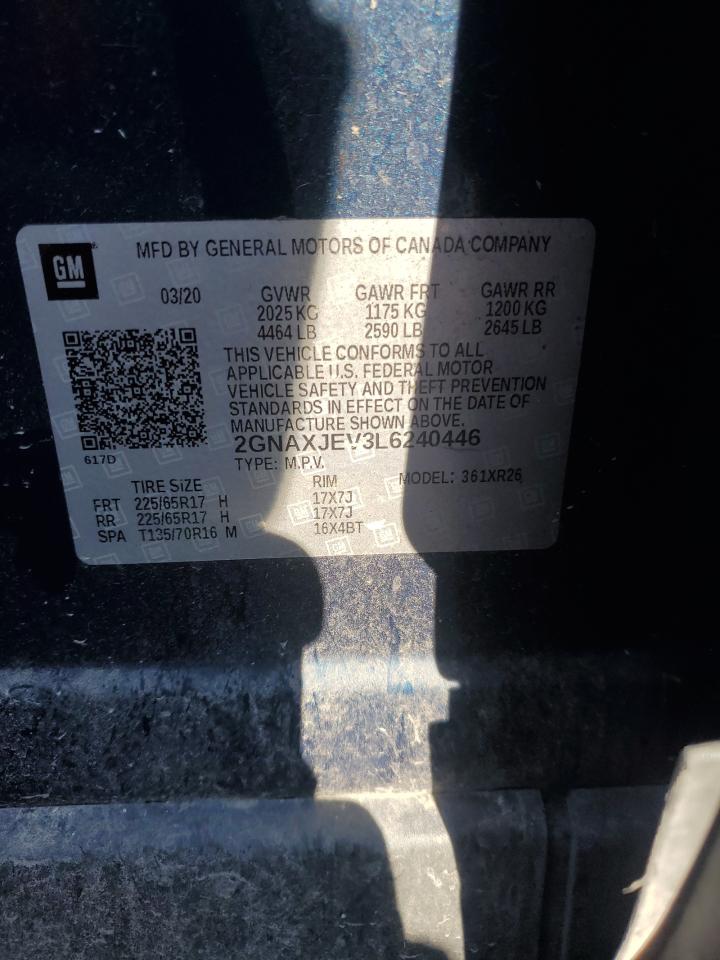 GM
MFD BY GENERAL MOTORS OF CANADA COMPANY
03/20 GVWR GAWR FRT GAWR RR
2025 KG 1175 KG 1200 KG
4464 LB 2590 LB 2645 LB
THIS VEHICLE CONFORMS TO ALL
APPLICABLE U.S. FEDERAL MOTOR
VEHICLE SAFETY AND THEFT PREVENTION
STANDARDS IN EFFECT ON THE DATE OF
MANUFACTURE SHOWN ABOVE.
617D
2GNAXJEV3L6240446
TYPE: M.P.V. MODEL: 361XR26
TIRE SIZE RIM
FRT 225/65R17 H 17X7J
RR 225/65R17 H 17X7J
SPA T135/70R16 M 16X4BT